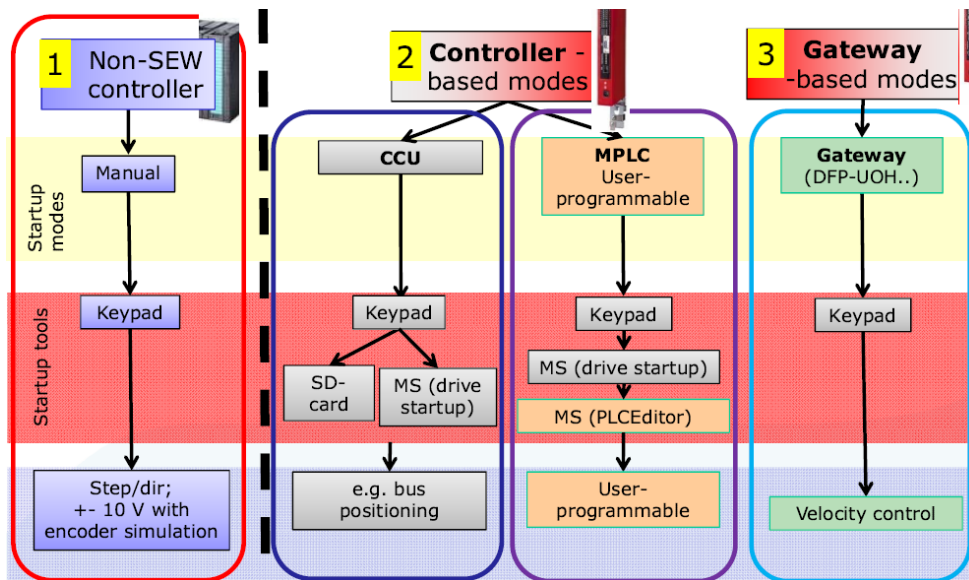 1
Non-SEW
controller
2
Controller -
based modes
3
Gateway
-based modes
Startup
modes
Manual
CCU
MPLC
User-
programmable
Gateway
(DFP-UOH..)
Startup tools
Keypad
Keypad
Keypad
Keypad
SD-
card
MS (drive
startup)
MS (drive startup)
MS (PLCEditor)
Step/dir;
+- 10 V with
encoder simulation
e.g. bus
positioning
User-
programmable
Velocity control